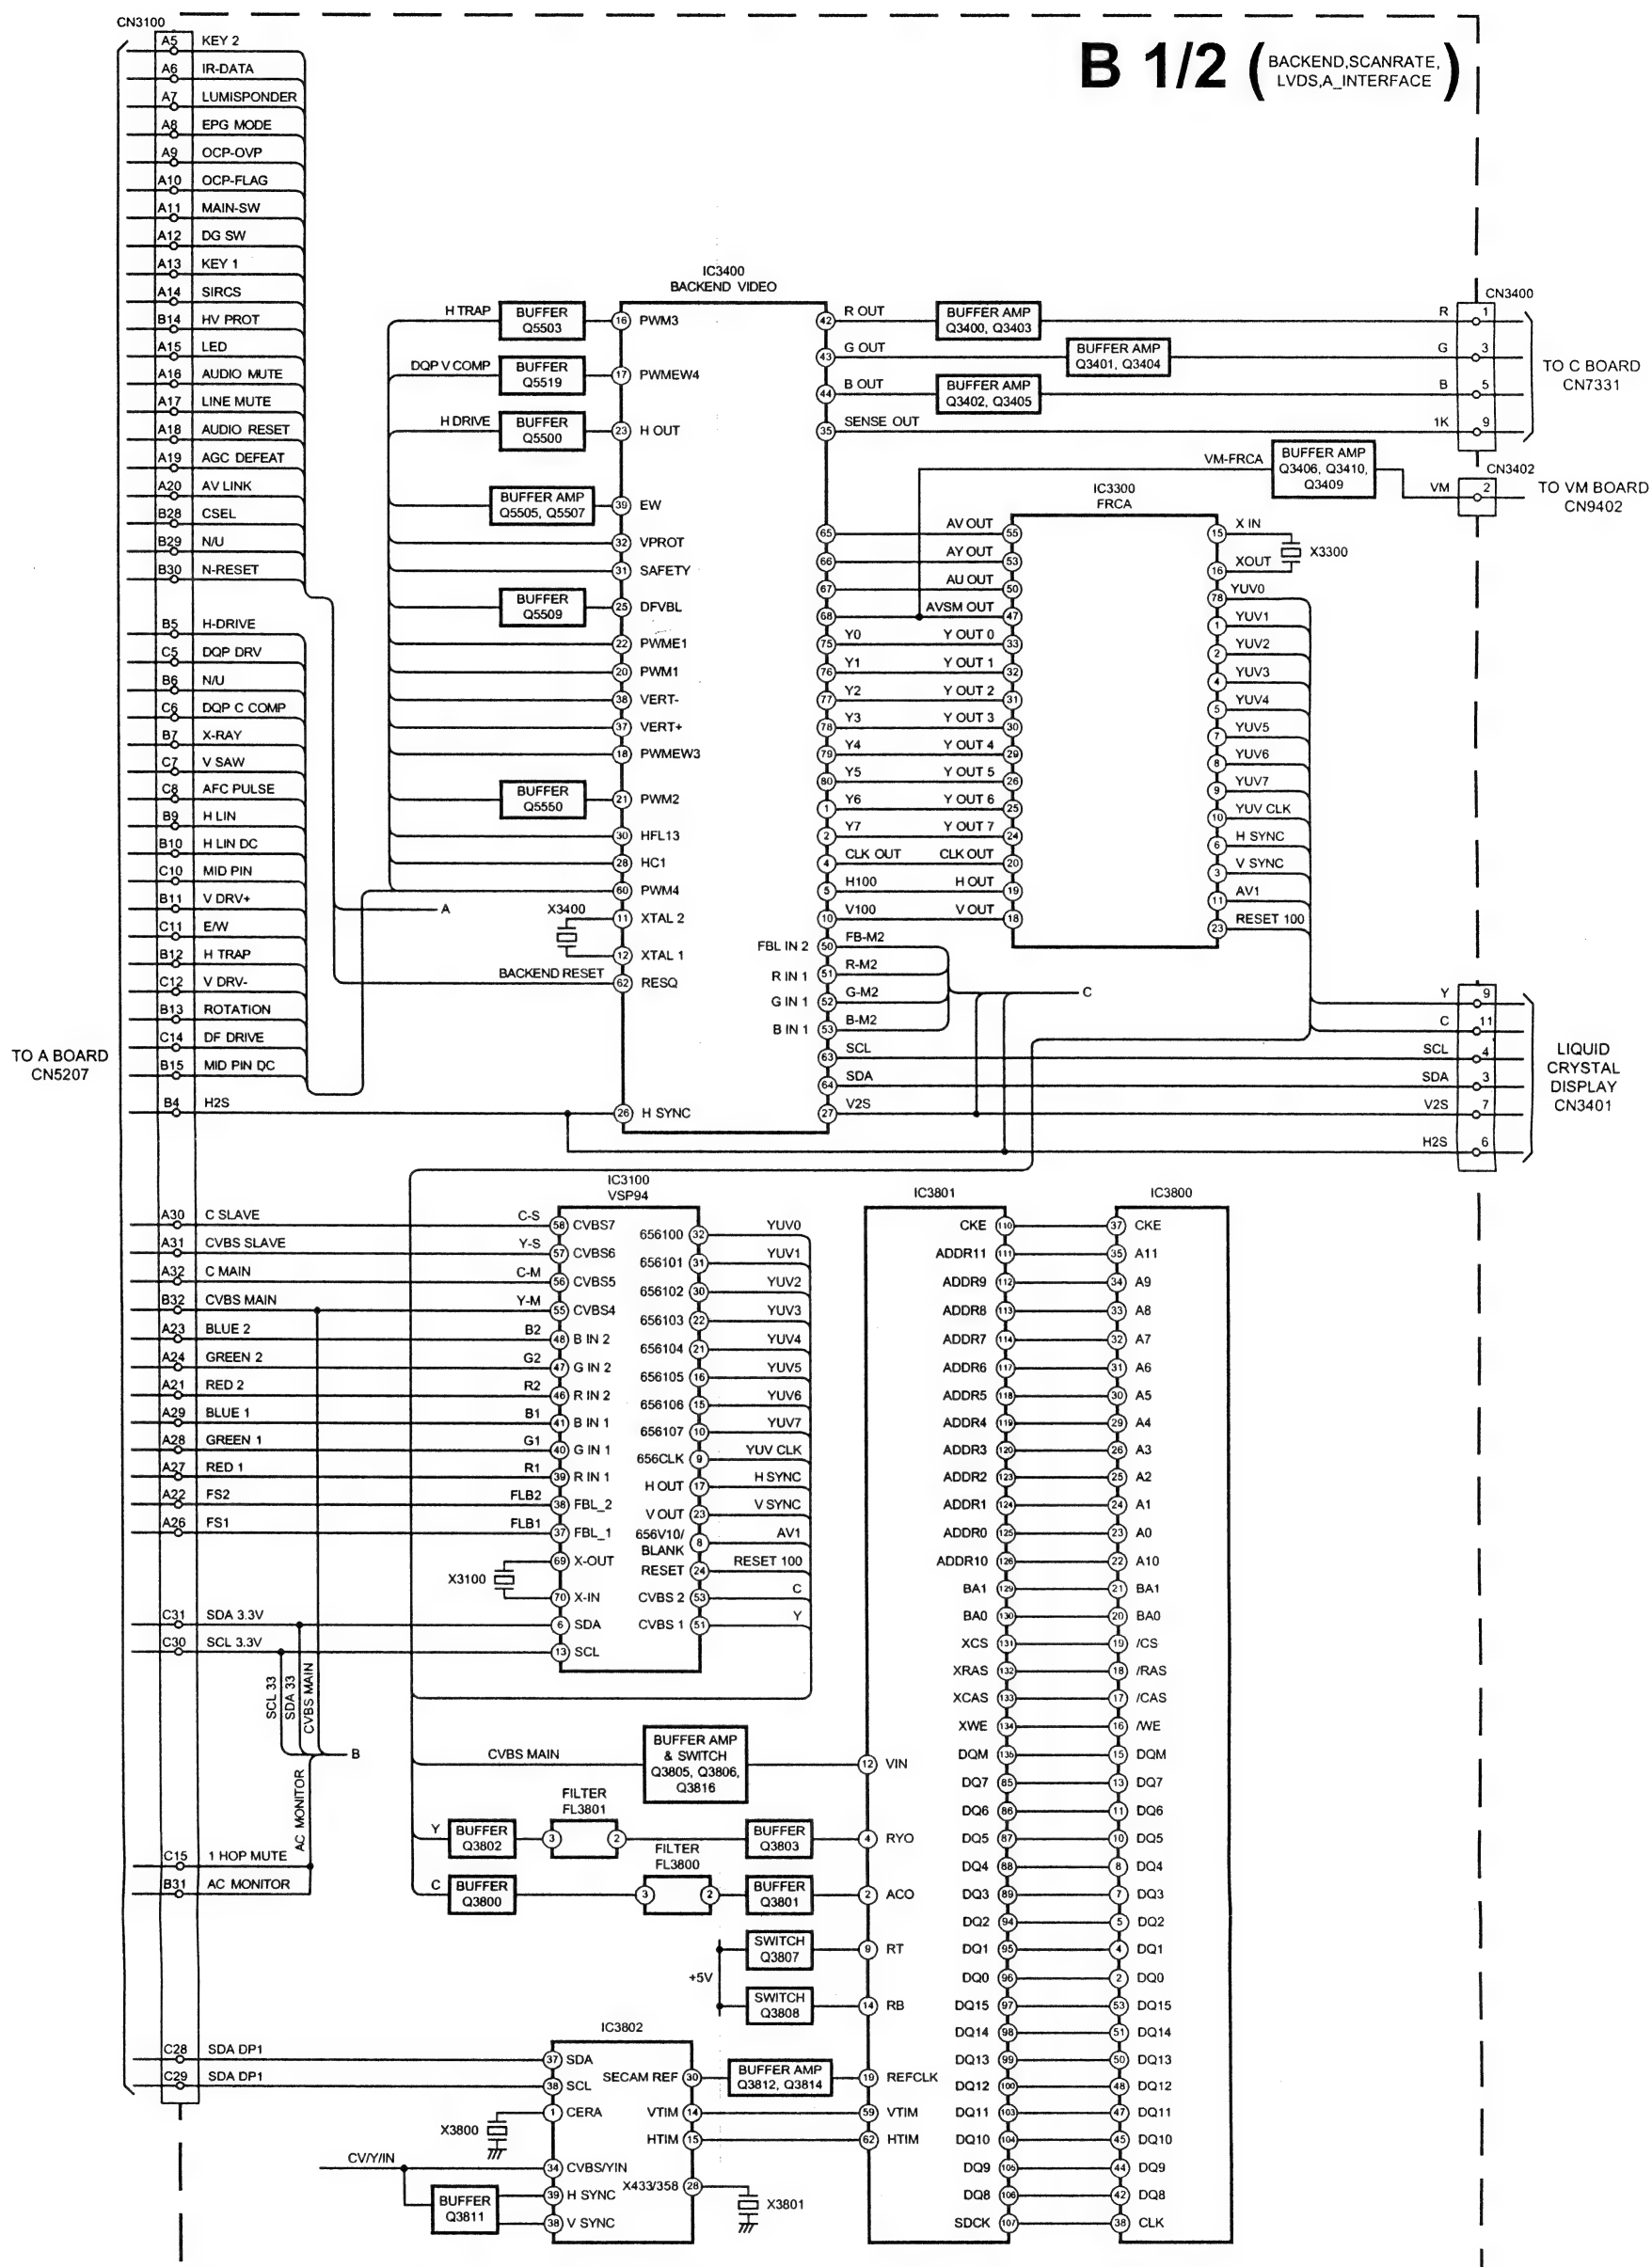 CN3100
B 1/2 ( BACKEND,SCANRATE,
LVDS,A_INTERFACE )
A5 KEY 2
A6 IR-DATA
A7 LUMISPONDER
A8 EPG MODE
A9 OCP-OVP
A10 OCP-FLAG
A11 MAIN-SW
A12 DG SW
A13 KEY 1
A14 SIRCS
B14 HV PROT
A15 LED
A16 AUDIO MUTE
A17 LINE MUTE
A18 AUDIO RESET
A19 AGC DEFEAT
A20 AV LINK
B28 CSEL
B29 N/U
B30 N-RESET
B5 H-DRIVE
C5 DQP DRV
B6 N/U
C6 DQP C COMP
B7 X-RAY
C7 V SAW
C8 AFC PULSE
B9 H LIN
B10 H LIN DC
C10 MID PIN
B11 V DRV+
C11 E/W
B12 H TRAP
C12 V DRV-
B13 ROTATION
C14 DF DRIVE
B15 MID PIN DC
B4 H2S
TO A BOARD
CN5207
A
IC3400
BACKEND VIDEO
H TRAP BUFFER
Q5503 16 PWM3
DQP V COMP BUFFER
Q5519 17 PWMEW4
H DRIVE BUFFER
Q5500 23 H OUT
BUFFER AMP
Q5505, Q5507 39 EW
32 VPROT
31 SAFETY
BUFFER
Q5509 25 DFVBL
22 PWME1
20 PWM1
38 VERT-
37 VERT+
18 PWMEW3
BUFFER
Q5550 21 PWM2
30 HFL13
28 HC1
60 PWM4
X3400 11 XTAL 2
12 XTAL 1
BACKEND RESET 62 RESQ
26 H SYNC
42 R OUT BUFFER AMP
Q3400, Q3403 R 1
43 G OUT BUFFER AMP
Q3401, Q3404 G 3
44 B OUT BUFFER AMP
Q3402, Q3405 B 5
35 SENSE OUT 1K 9
CN3400
TO C BOARD
CN7331
VM-FRCA BUFFER AMP
Q3406, Q3410,
Q3409 VM 2
CN3402
TO VM BOARD
CN9402
IC3300
FRCA
65 AV OUT 55
66 AY OUT 53
67 AU OUT 50
68 AVSM OUT 47
75 Y0 Y OUT 0 33
76 Y1 Y OUT 1 32
77 Y2 Y OUT 2 31
78 Y3 Y OUT 3 30
79 Y4 Y OUT 4 29
80 Y5 Y OUT 5 26
1 Y6 Y OUT 6 25
2 Y7 Y OUT 7 24
4 CLK OUT CLK OUT 20
5 H100 H OUT 19
10 V100 V OUT 18
FBL IN 2 50 FB-M2
R IN 1 51 R-M2
G IN 1 52 G-M2
B IN 1 53 B-M2
C
63 SCL
64 SDA
27 V2S
15 X IN
16 XOUT
X3300
78 YUV0
1 YUV1
2 YUV2
4 YUV3
5 YUV4
7 YUV5
8 YUV6
9 YUV7
10 YUV CLK
6 H SYNC
3 V SYNC
11 AV1
23 RESET 100
Y 9
C 11
SCL 4
SDA 3
V2S 7
H2S 6
LIQUID
CRYSTAL
DISPLAY
CN3401
IC3100
VSP94
A30 C SLAVE C-S 58 CVBS7
A31 CVBS SLAVE Y-S 57 CVBS6
A32 C MAIN C-M 56 CVBS5
B32 CVBS MAIN Y-M 55 CVBS4
A23 BLUE 2 B2 48 B IN 2
A24 GREEN 2 G2 47 G IN 2
A21 RED 2 R2 46 R IN 2
A29 BLUE 1 B1 41 B IN 1
A28 GREEN 1 G1 40 G IN 1
A27 RED 1 R1 39 R IN 1
A22 FS2 FLB2 38 FBL_2
A26 FS1 FLB1 37 FBL_1
X3100 69 X-OUT
70 X-IN
C31 SDA 3.3V 6 SDA
C30 SCL 3.3V 13 SCL
656100 32 YUV0
656101 31 YUV1
656102 30 YUV2
656103 22 YUV3
656104 21 YUV4
656105 16 YUV5
656106 15 YUV6
656107 10 YUV7
656CLK 9 YUV CLK
H OUT 17 H SYNC
V OUT 23 V SYNC
656V10/
BLANK 8 AV1
RESET 24 RESET 100
CVBS 2 53 C
CVBS 1 51 Y
SCL 33
SDA 33
CVBS MAIN
B
AC MONITOR
C15 1 HOP MUTE
B31 AC MONITOR
CVBS MAIN BUFFER AMP
& SWITCH
Q3805, Q3806,
Q3816 12 VIN
Y BUFFER
Q3802 3 FILTER
FL3801 2 BUFFER
Q3803 4 RYO
C BUFFER
Q3800 3 FILTER
FL3800 2 BUFFER
Q3801 2 ACO
+5V
SWITCH
Q3807 9 RT
SWITCH
Q3808 14 RB
IC3802
C28 SDA DP1 37 SDA
C29 SDA DP1 38 SCL
X3800 1 CERA
CV/Y/IN 34 CVBS/YIN
BUFFER
Q3811 39 H SYNC
38 V SYNC
SECAM REF 30 BUFFER AMP
Q3812, Q3814 19 REFCLK
VTIM 14 59 VTIM
HTIM 15 62 HTIM
X433/358 28 X3801
IC3801 IC3800
CKE 110 37 CKE
ADDR11 111 35 A11
ADDR9 112 34 A9
ADDR8 113 33 A8
ADDR7 114 32 A7
ADDR6 117 31 A6
ADDR5 118 30 A5
ADDR4 119 29 A4
ADDR3 120 26 A3
ADDR2 123 25 A2
ADDR1 124 24 A1
ADDR0 125 23 A0
ADDR10 126 22 A10
BA1 129 21 BA1
BA0 130 20 BA0
XCS 131 19 /CS
XRAS 132 18 /RAS
XCAS 133 17 /CAS
XWE 134 16 /WE
DQM 135 15 DQM
DQ7 85 13 DQ7
DQ6 86 11 DQ6
DQ5 87 10 DQ5
DQ4 88 8 DQ4
DQ3 89 7 DQ3
DQ2 94 5 DQ2
DQ1 95 4 DQ1
DQ0 96 2 DQ0
DQ15 97 53 DQ15
DQ14 98 51 DQ14
DQ13 99 50 DQ13
DQ12 100 48 DQ12
DQ11 103 47 DQ11
DQ10 104 45 DQ10
DQ9 105 44 DQ9
DQ8 106 42 DQ8
SDCK 107 38 CLK